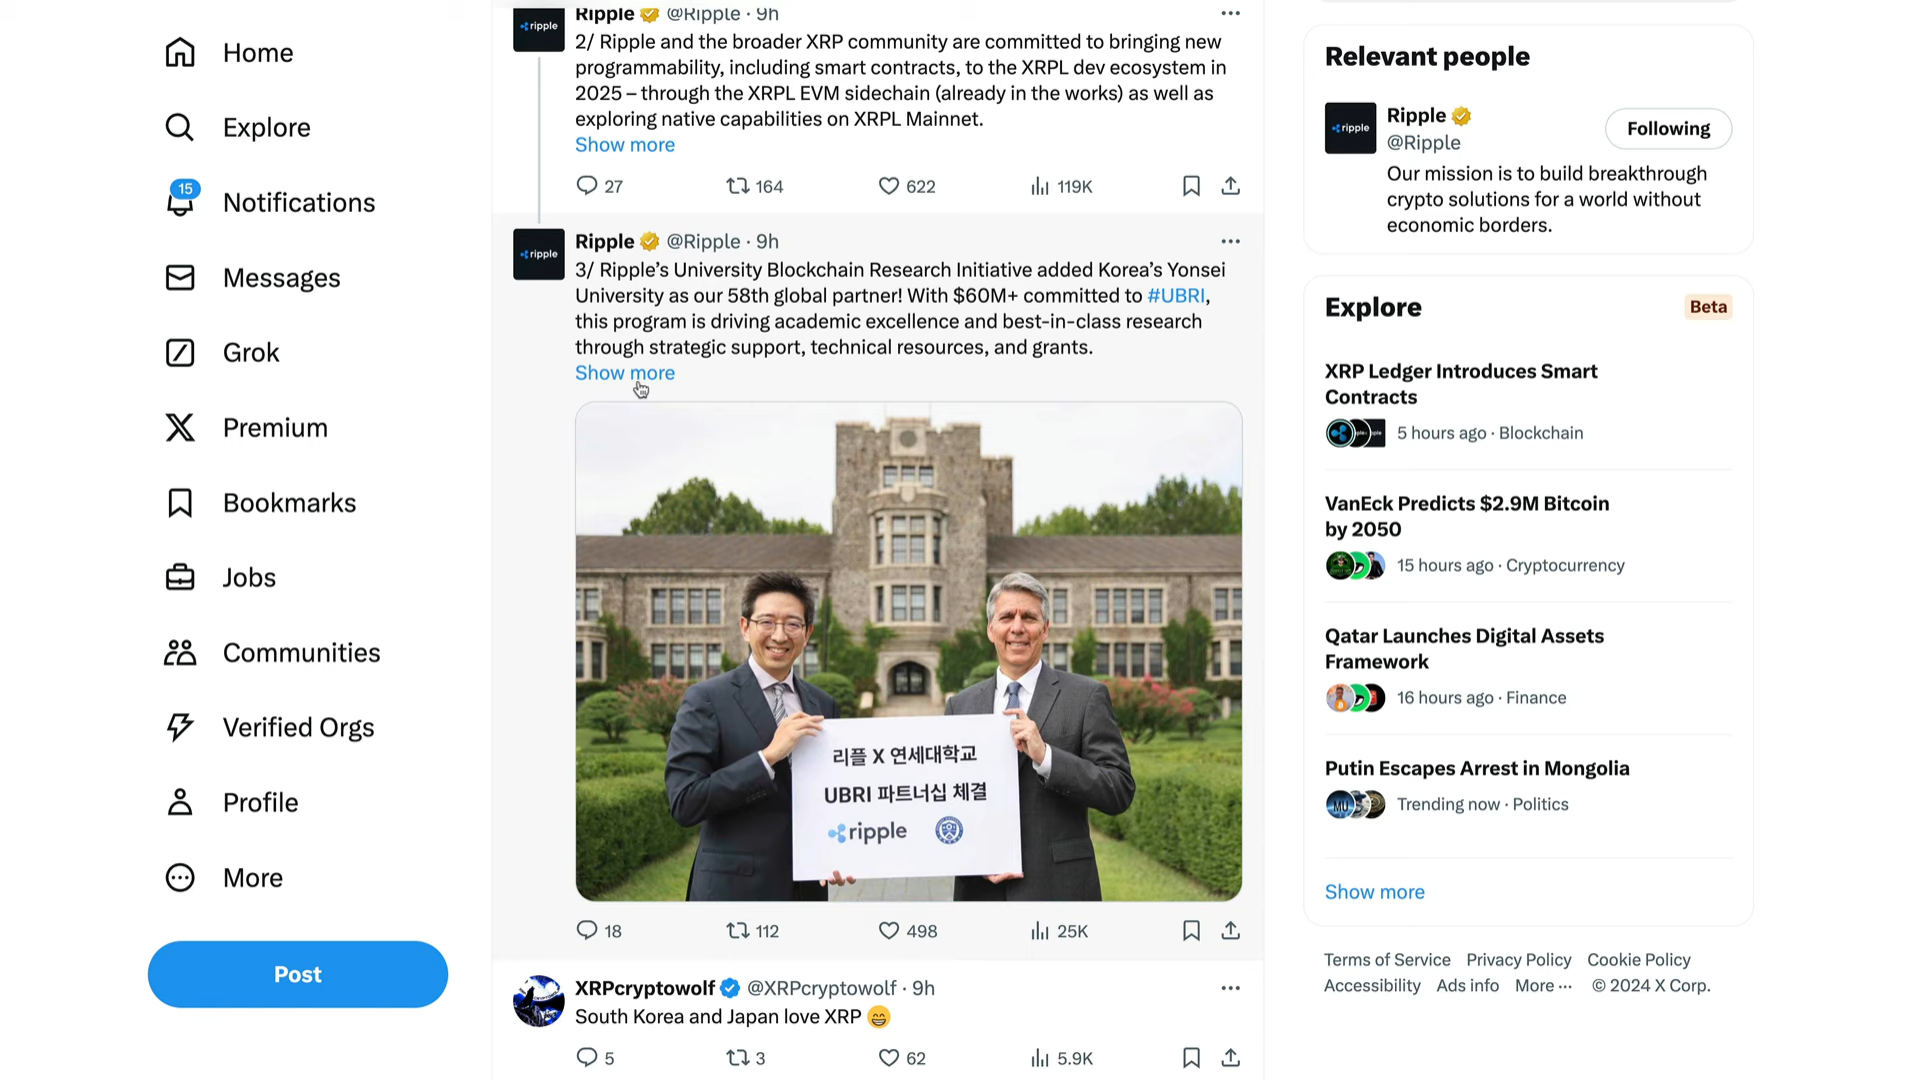 Home
Explore
15
Notifications
Messages
Grok
Premium
Bookmarks
Jobs
Communities
Verified Orgs
Profile
More
Post
ripple
Ripple @Ripple · 9h
2/ Ripple and the broader XRP community are committed to bringing new
programmability, including smart contracts, to the XRPL dev ecosystem in
2025 – through the XRPL EVM sidechain (already in the works) as well as
exploring native capabilities on XRPL Mainnet.
Show more
27 164 622 119K
ripple
Ripple @Ripple · 9h
3/ Ripple’s University Blockchain Research Initiative added Korea’s Yonsei
University as our 58th global partner! With $60M+ committed to #UBRI,
this program is driving academic excellence and best-in-class research
through strategic support, technical resources, and grants.
Show more
리플 X 연세대학교
UBRI 파트너십 체결
ripple
18 112 498 25K
XRPcryptowolf @XRPcryptowolf · 9h
South Korea and Japan love XRP 😄
5 3 62 5.9K
Relevant people
ripple
Ripple
@Ripple
Following
Our mission is to build breakthrough
crypto solutions for a world without
economic borders.
Explore
Beta
XRP Ledger Introduces Smart
Contracts
5 hours ago · Blockchain
VanEck Predicts $2.9M Bitcoin
by 2050
15 hours ago · Cryptocurrency
Qatar Launches Digital Assets
Framework
16 hours ago · Finance
Putin Escapes Arrest in Mongolia
MU
Trending now · Politics
Show more
Terms of Service Privacy Policy Cookie Policy
Accessibility Ads info More ··· © 2024 X Corp.